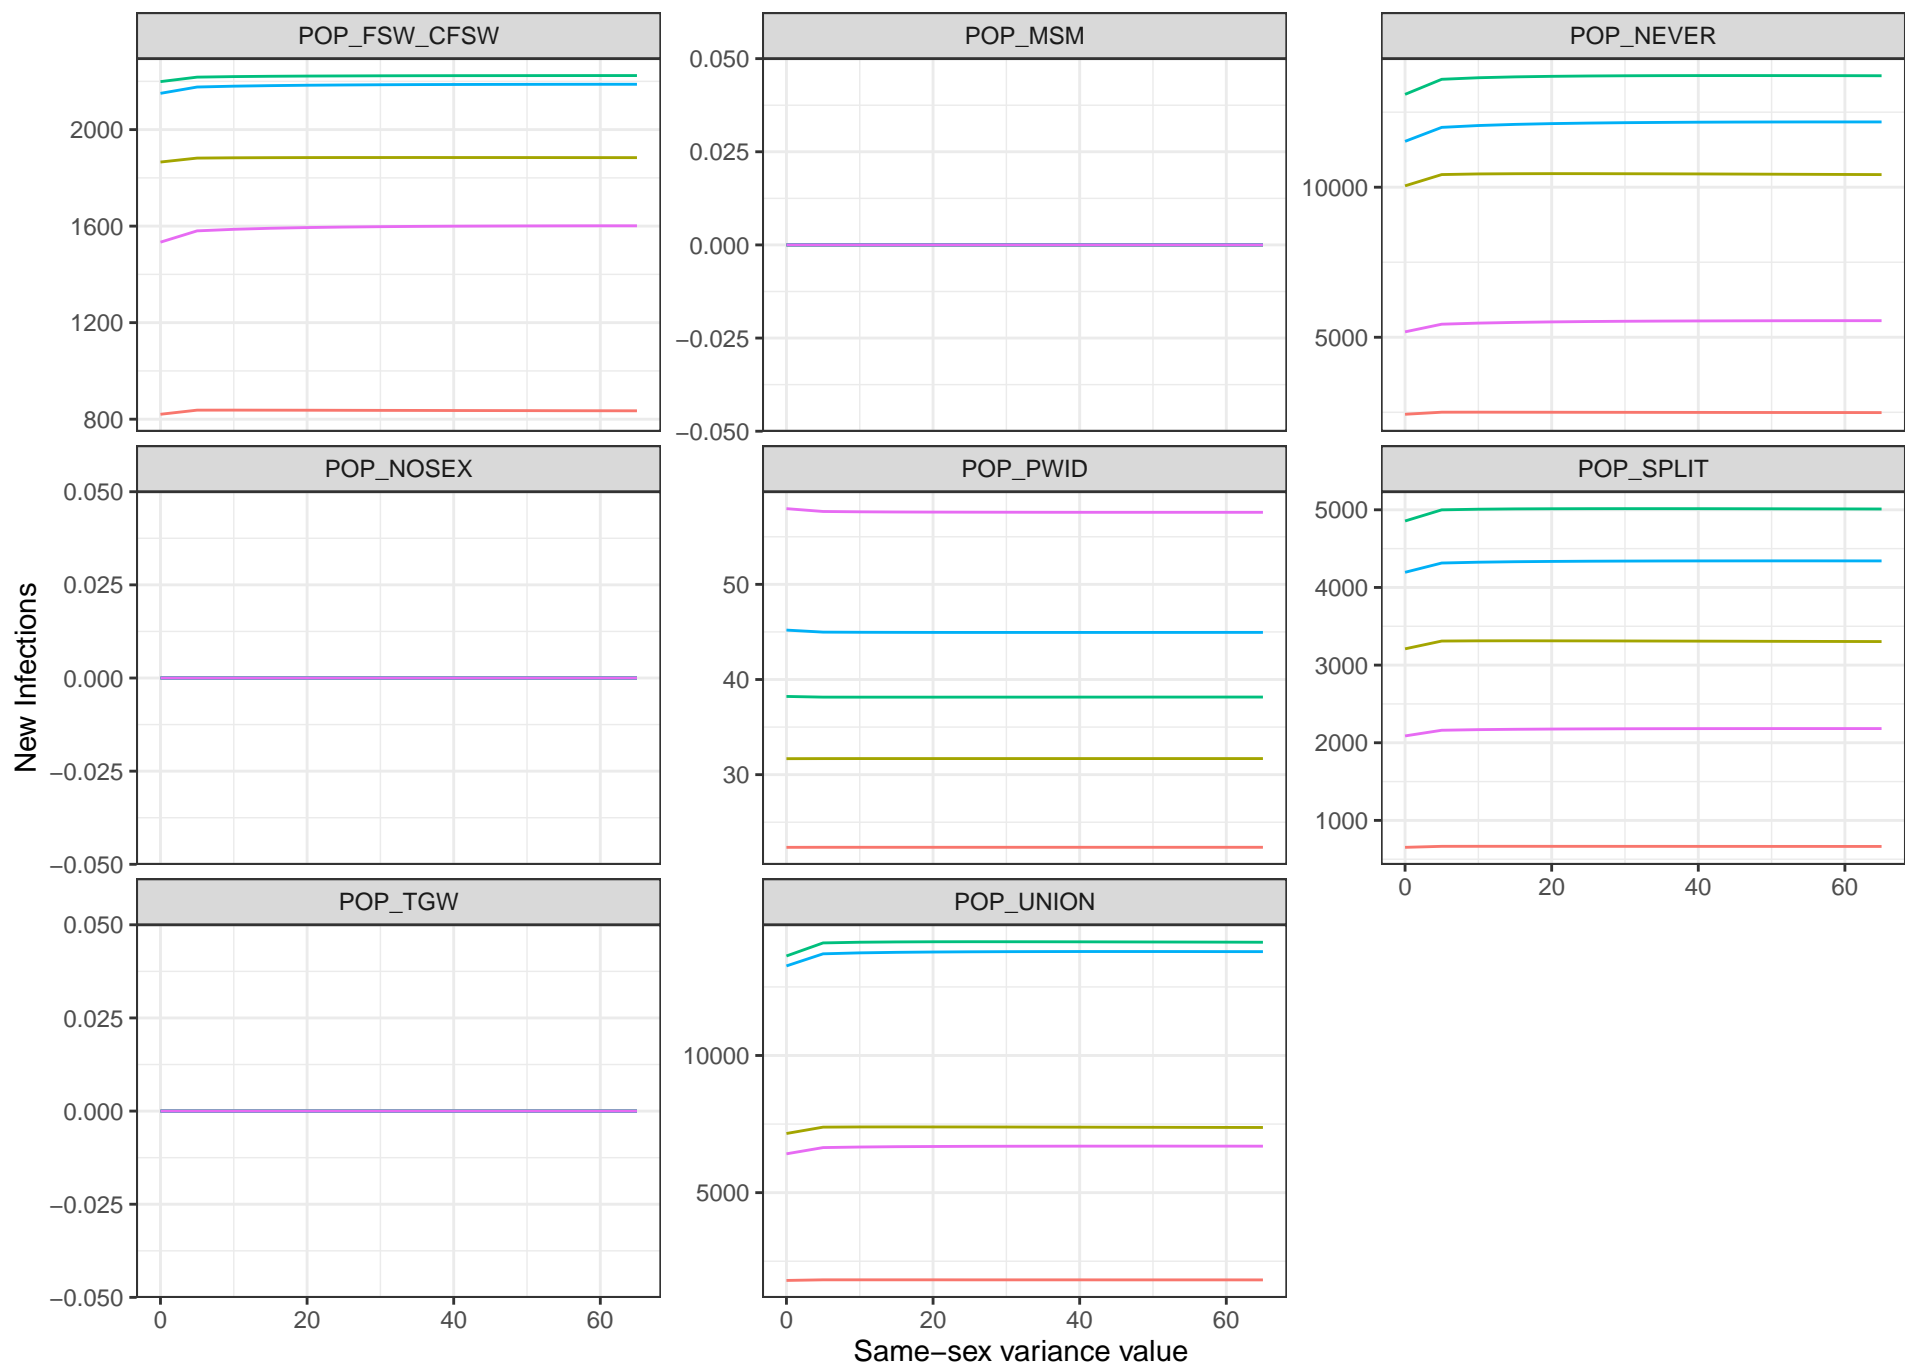 POP_FSW_CFSW
POP_MSM
POP_NEVER
2000
1600
1200
800
0.050
0.025
0.000
−0.025
−0.050
10000
5000
POP_NOSEX
POP_PWID
POP_SPLIT
0.050
0.025
0.000
−0.025
−0.050
50
40
30
5000
4000
3000
2000
1000
0 20 40 60
POP_TGW
POP_UNION
0.050
0.025
0.000
−0.025
−0.050
10000
5000
0 20 40 60
0 20 40 60
New Infections
Same−sex variance value